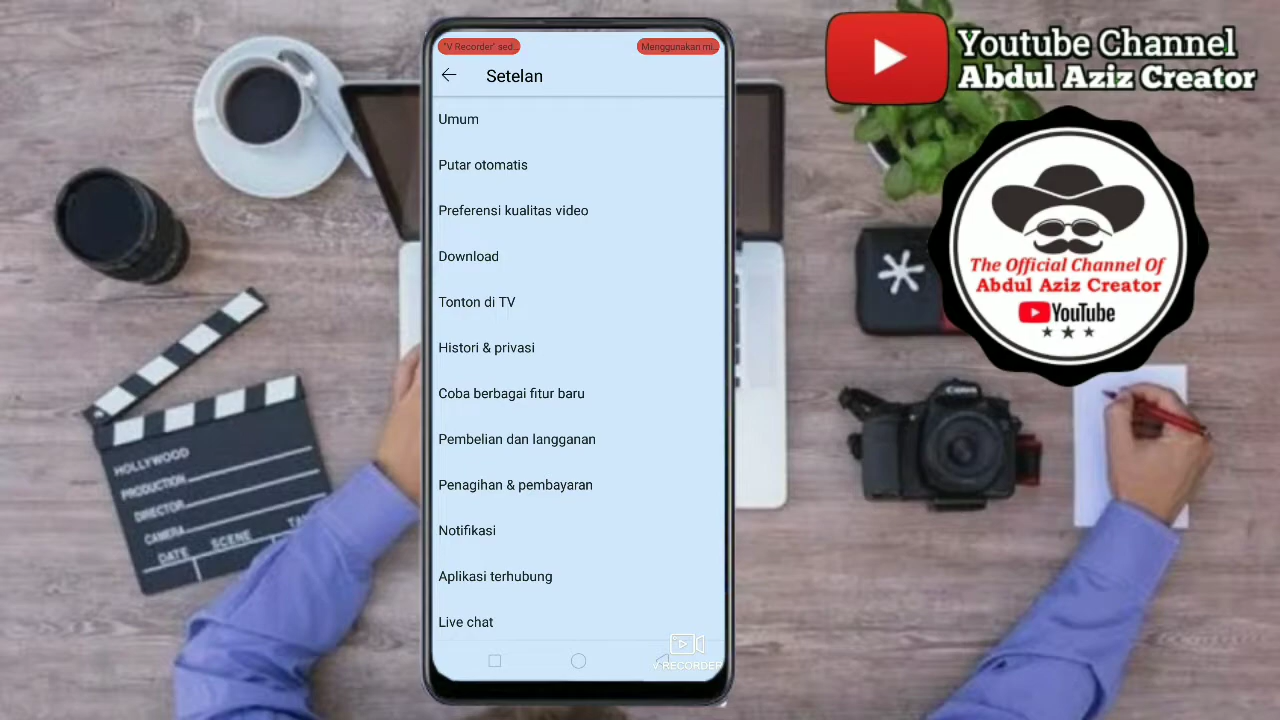 "V Recorder" sed...
Menggunakan mi...
Setelan
Umum
Putar otomatis
Preferensi kualitas video
Download
Tonton di TV
Histori & privasi
Coba berbagai fitur baru
Pembelian dan langganan
Penagihan & pembayaran
Notifikasi
Aplikasi terhubung
Live chat
V RECORDER
Youtube Channel
Abdul Aziz Creator
The Official Channel Of
Abdul Aziz Creator
YouTube
HOLLYWOOD
PRODUCTION
DIRECTOR
CAMERA
DATE SCENE
Canon